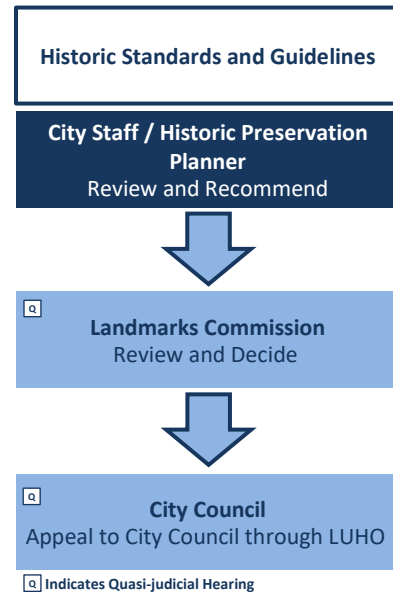 Historic Standards and Guidelines
City Staff / Historic Preservation
Planner
Review and Recommend
Q
Landmarks Commission
Review and Decide
Q
City Council
Appeal to City Council through LUHO
Q Indicates Quasi-judicial Hearing